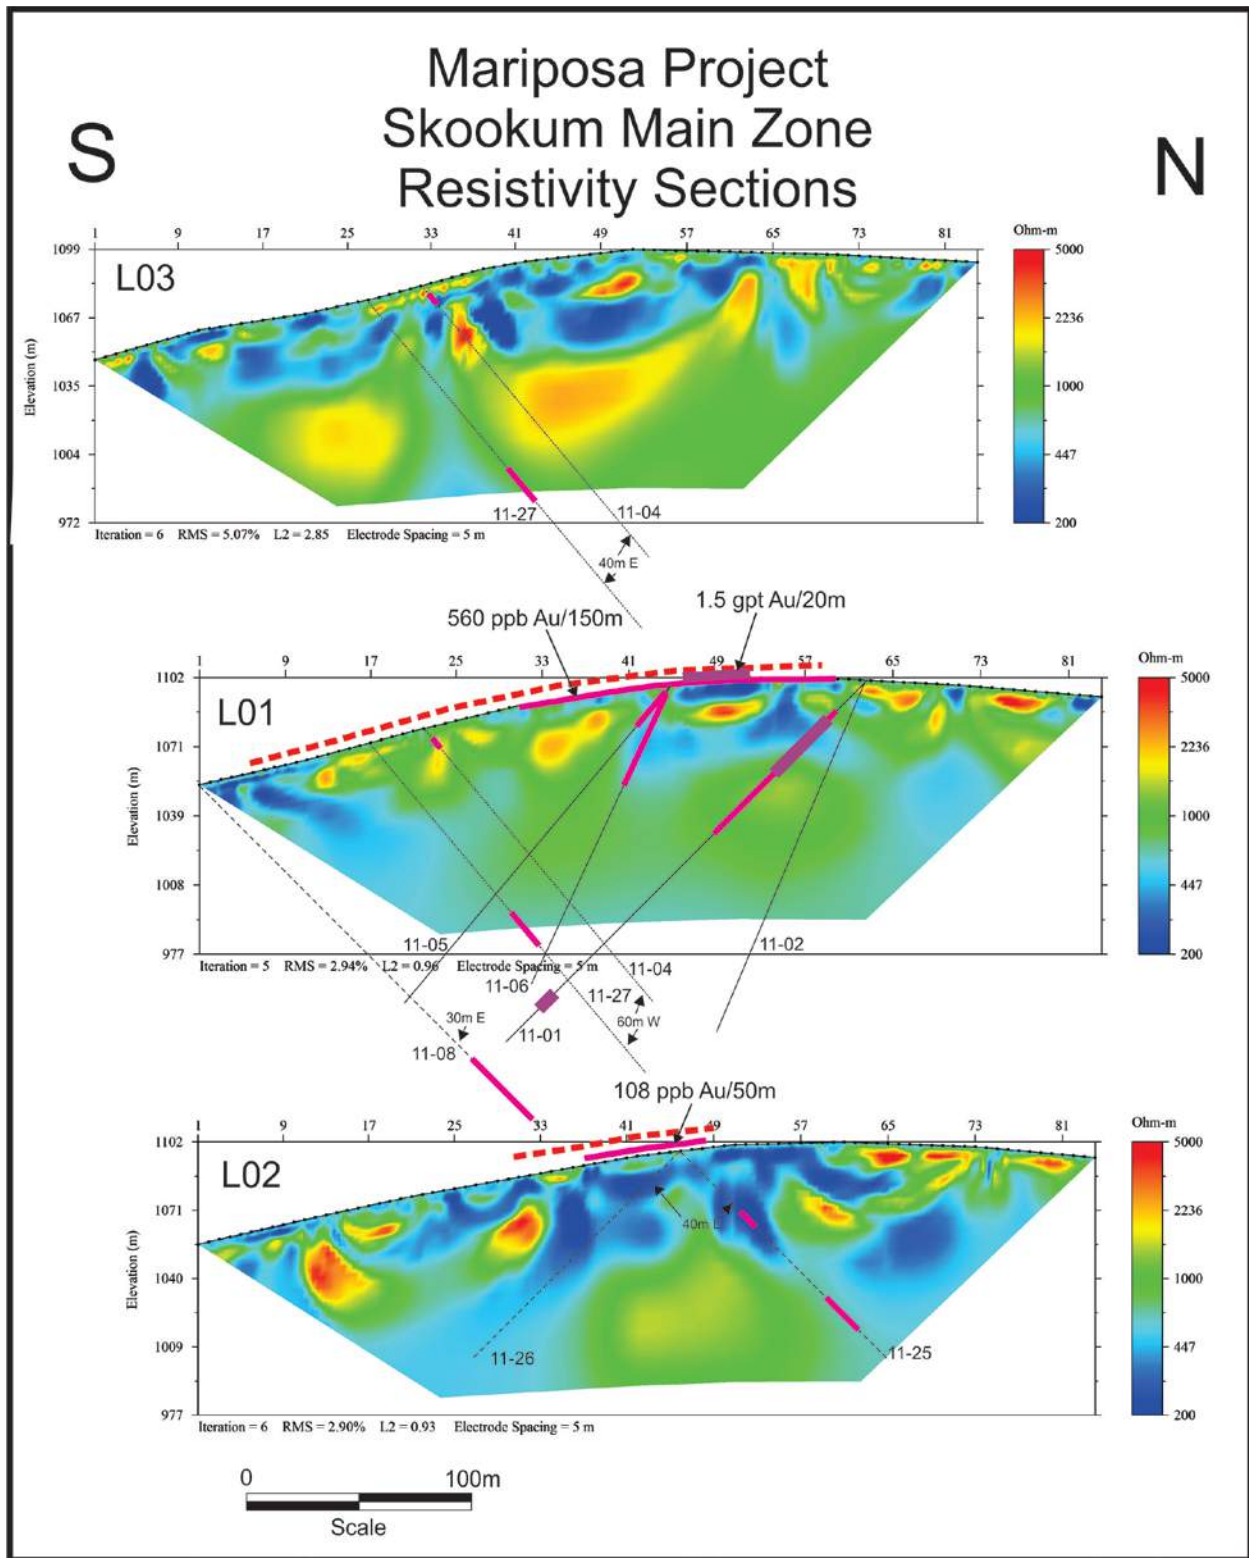 Mariposa Project
Skookum Main Zone
Resistivity Sections
S
N
1 9 17 25 33 41 49 57 65 73 81
Ohm-m
1099
1067
1035
1004
972
Elevation (m)
L03
5000
2236
1000
447
200
11-27
11-04
Iteration = 6 RMS = 5.07% L2 = 2.85 Electrode Spacing = 5 m
40m E
560 ppb Au/150m
1.5 gpt Au/20m
1 9 17 25 33 41 49 57 65 73 81
Ohm-m
1102
1071
1039
1008
977
Elevation (m)
L01
5000
2236
1000
447
200
11-05
11-02
Iteration = 5 RMS = 2.94% L2 = 0.96 Electrode Spacing = 5 m
11-04
11-06
11-27
30m E
60m W
11-01
11-08
108 ppb Au/50m
1 9 17 25 33 41 49 57 65 73 81
Ohm-m
1102
1071
1040
1009
977
Elevation (m)
L02
5000
2236
1000
447
200
40m E
11-26
11-25
Iteration = 6 RMS = 2.90% L2 = 0.93 Electrode Spacing = 5 m
0 100m
Scale